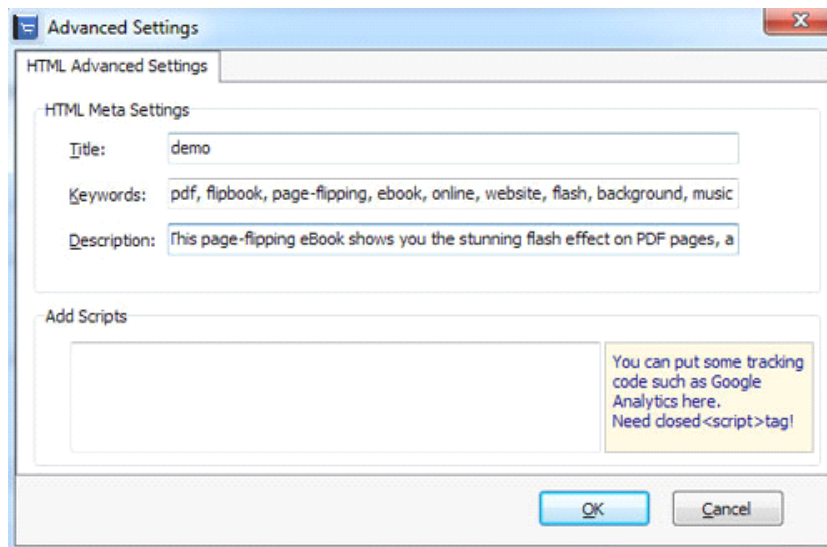 Advanced Settings
HTML Advanced Settings
HTML Meta Settings
Title: demo
Keywords: pdf, flipbook, page-flipping, ebook, online, website, flash, background, music
Description: This page-flipping eBook shows you the stunning flash effect on PDF pages, a
Add Scripts
You can put some tracking
code such as Google
Analytics here.
Need closed<script>tag!
OK Cancel